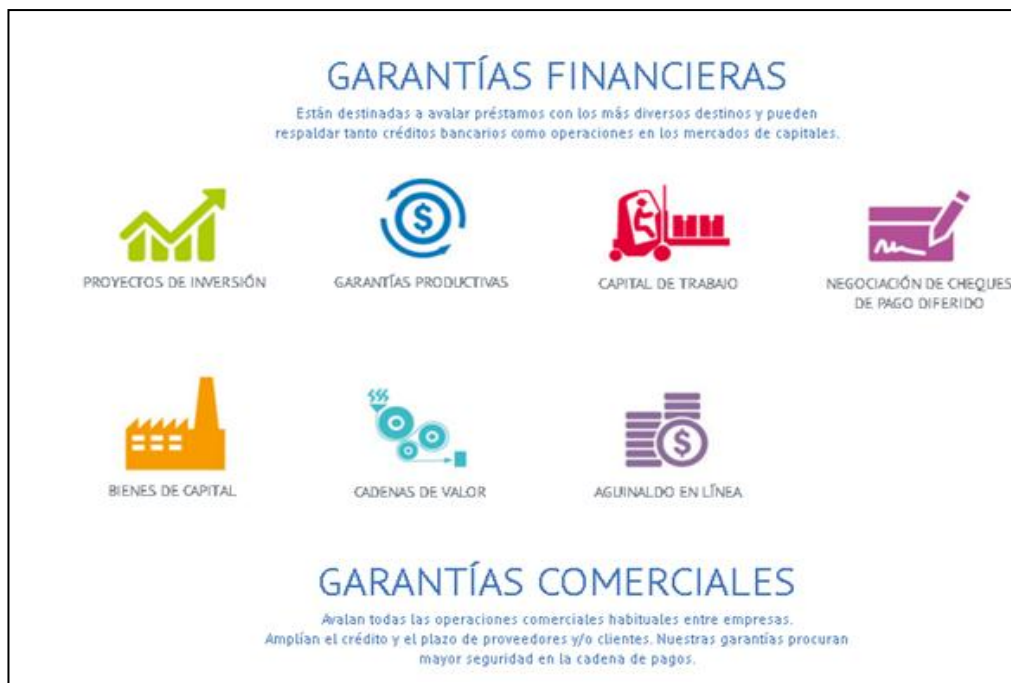 GARANTÍAS FINANCIERAS
Están destinadas a avalar préstamos con los más diversos destinos y pueden
respaldar tanto créditos bancarios como operaciones en los mercados de capitales.
PROYECTOS DE INVERSIÓN
GARANTÍAS PRODUCTIVAS
CAPITAL DE TRABAJO
NEGOCIACIÓN DE CHEQUES
DE PAGO DIFERIDO
BIENES DE CAPITAL
CADENAS DE VALOR
AGUINALDO EN LÍNEA
GARANTÍAS COMERCIALES
Avalan todas las operaciones comerciales habituales entre empresas.
Amplían el crédito y el plazo de proveedores y/o clientes. Nuestras garantías procuran
mayor seguridad en la cadena de pagos.